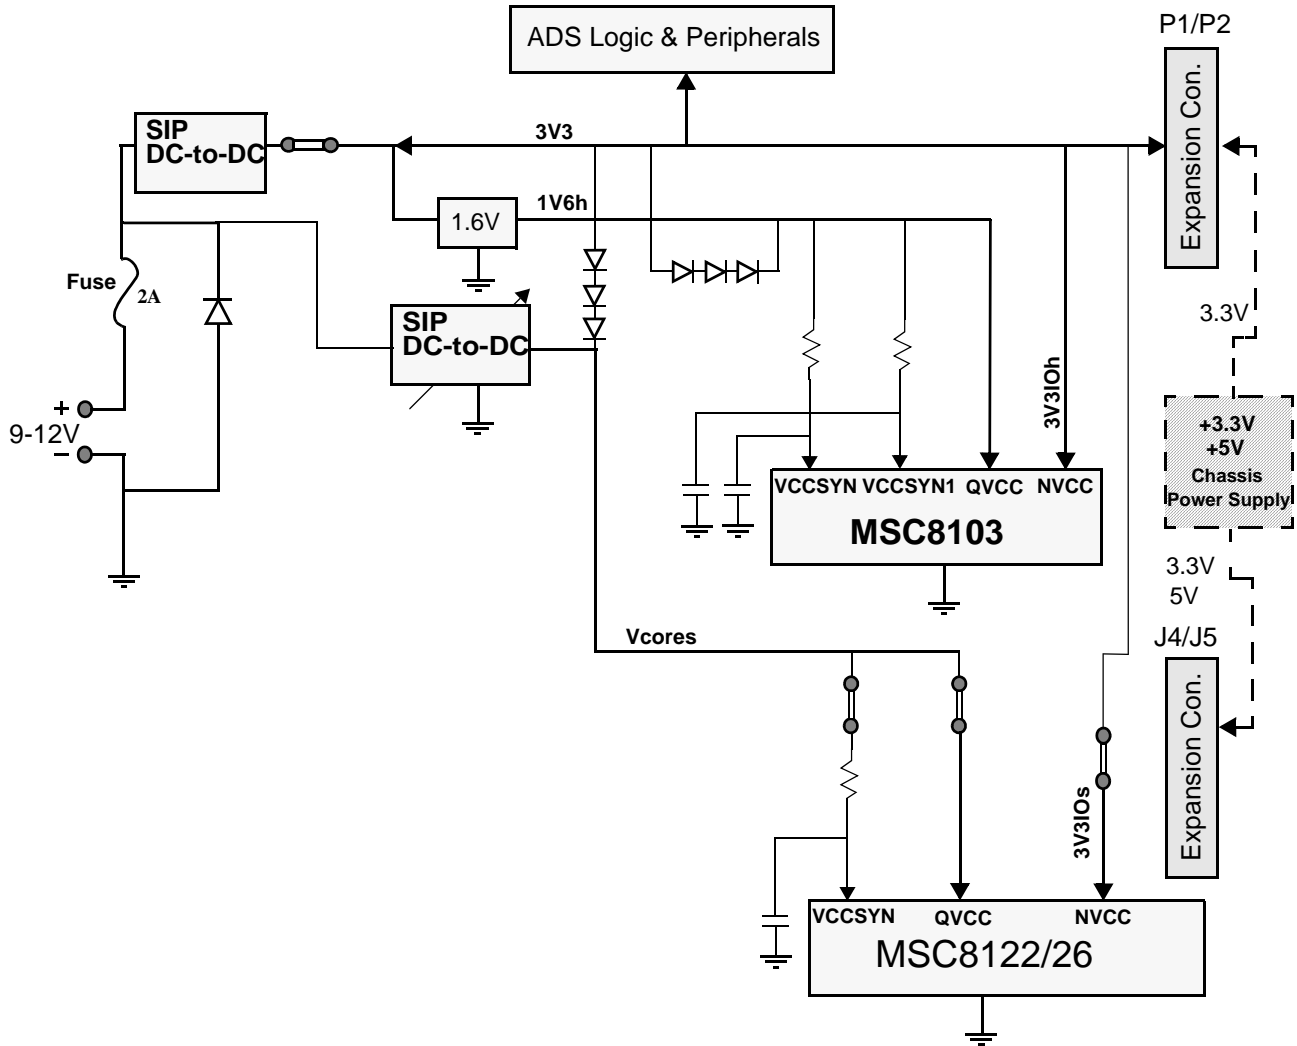 P1/P2
ADS Logic & Peripherals
Expansion Con.
SIP
DC-to-DC
3V3
1V6h
1.6V
Fuse
2A
3.3V
SIP
DC-to-DC
3V3IOh
+
9-12V
–
+3.3V
+5V
Chassis
Power Supply
VCCSYN VCCSYN1 QVCC NVCC
MSC8103
3.3V
5V
Vcores
J4/J5
Expansion Con.
3V3IOs
VCCSYN QVCC NVCC
MSC8122/26